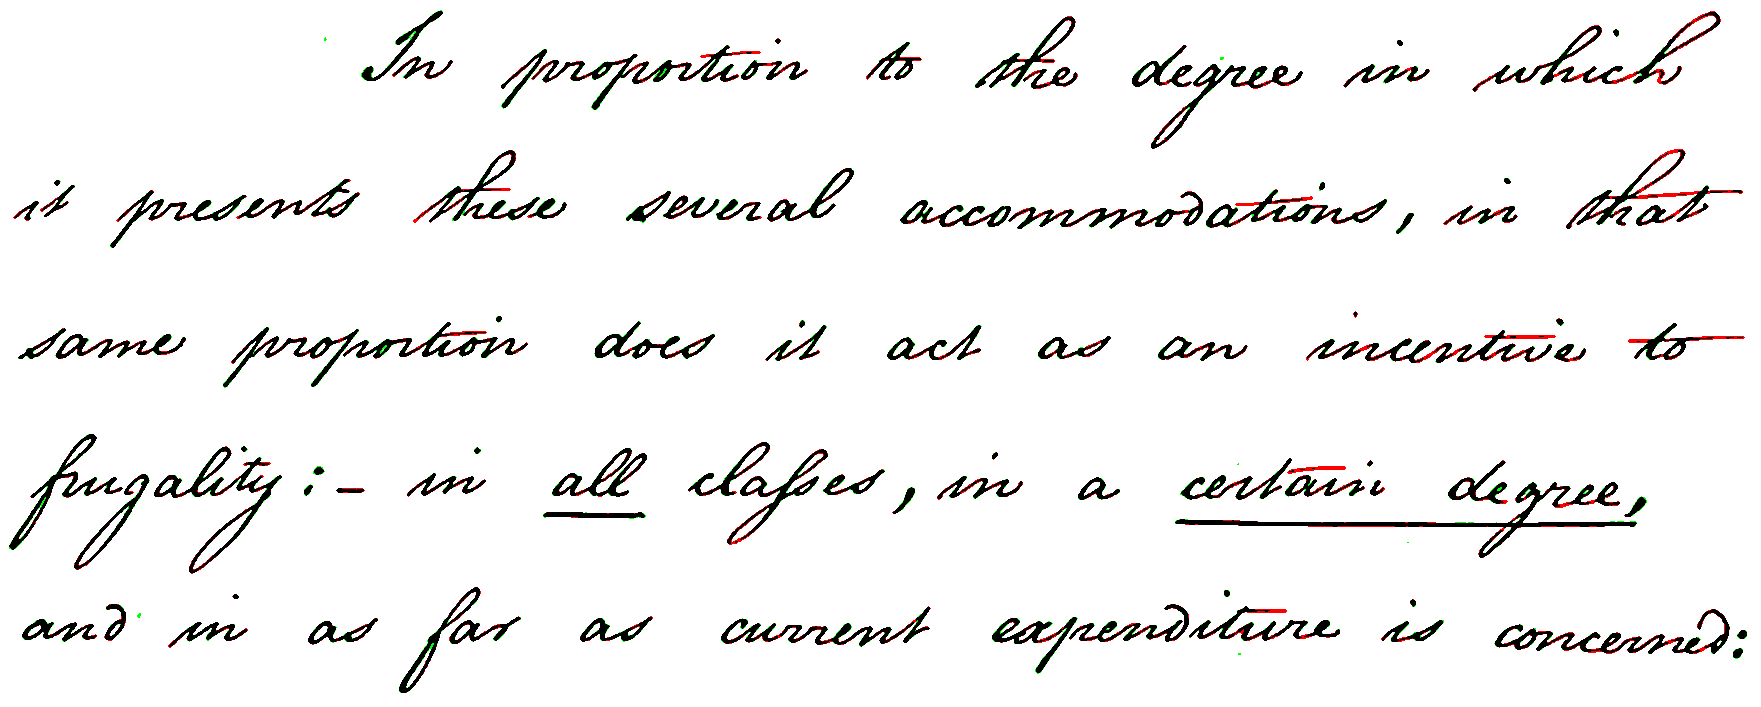 In proportion to the degree in which
it presents these several accommodations, in that
same proportion does it act as an incentive to
frugality:- in all claſses, in a certain degree,
and in as far as current expenditure is concerned: